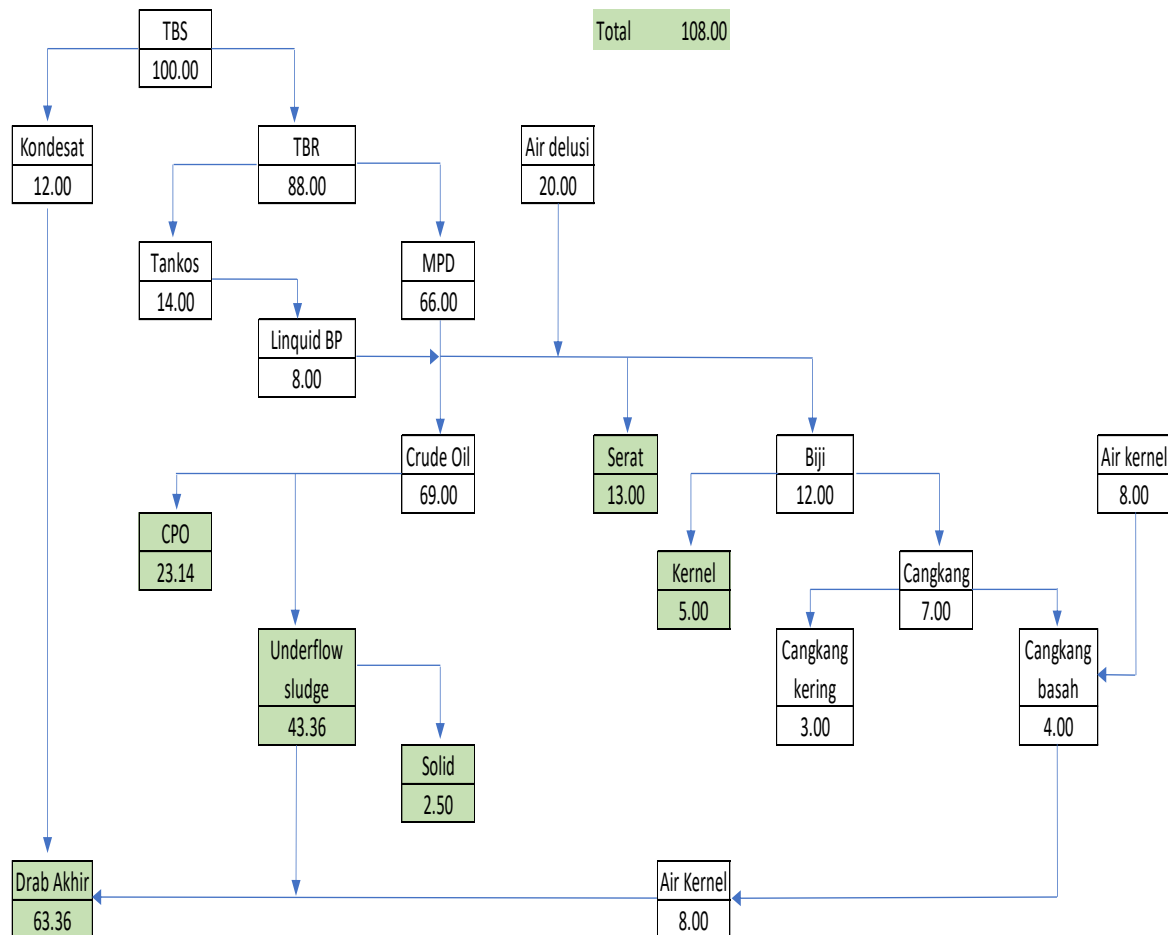 TBS
100.00
Total 108.00
Kondesat
12.00
TBR
88.00
Air delusi
20.00
Tankos
14.00
MPD
66.00
Linquid BP
8.00
Crude Oil
69.00
Serat
13.00
Biji
12.00
Air kernel
8.00
CPO
23.14
Kernel
5.00
Cangkang
7.00
Underflow
sludge
43.36
Cangkang
kering
3.00
Cangkang
basah
4.00
Solid
2.50
Drab Akhir
63.36
Air Kernel
8.00